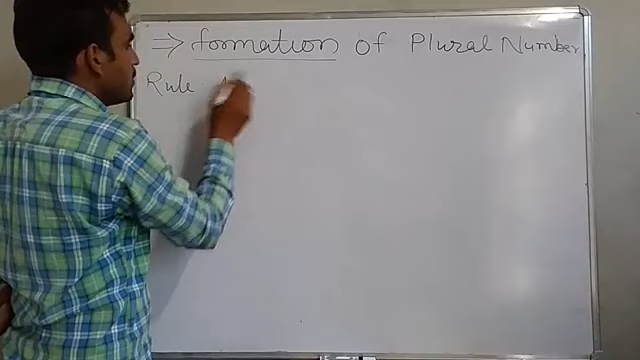 ⇒ formation of Plural Number
Rule